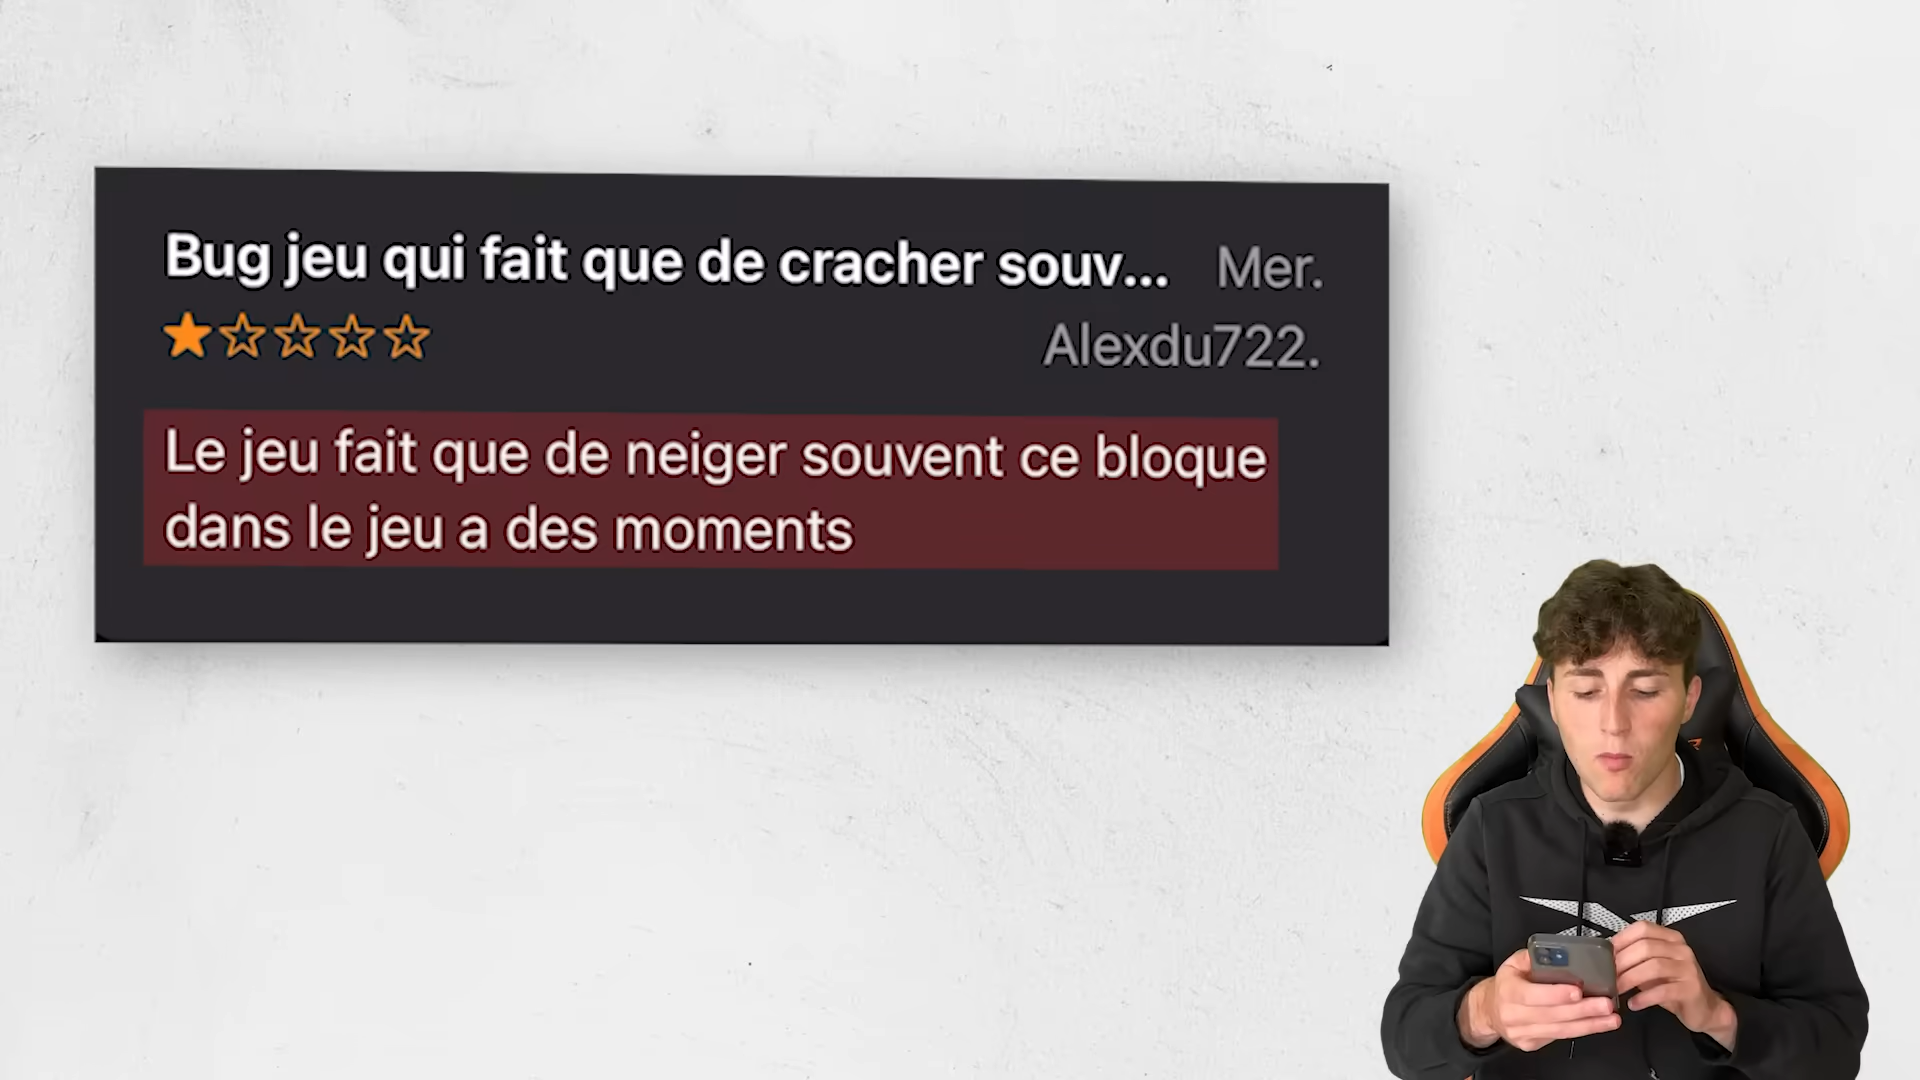 Bug jeu qui fait que de cracher souv... Mer.
Alexdu722.
Le jeu fait que de neiger souvent ce bloque
dans le jeu a des moments